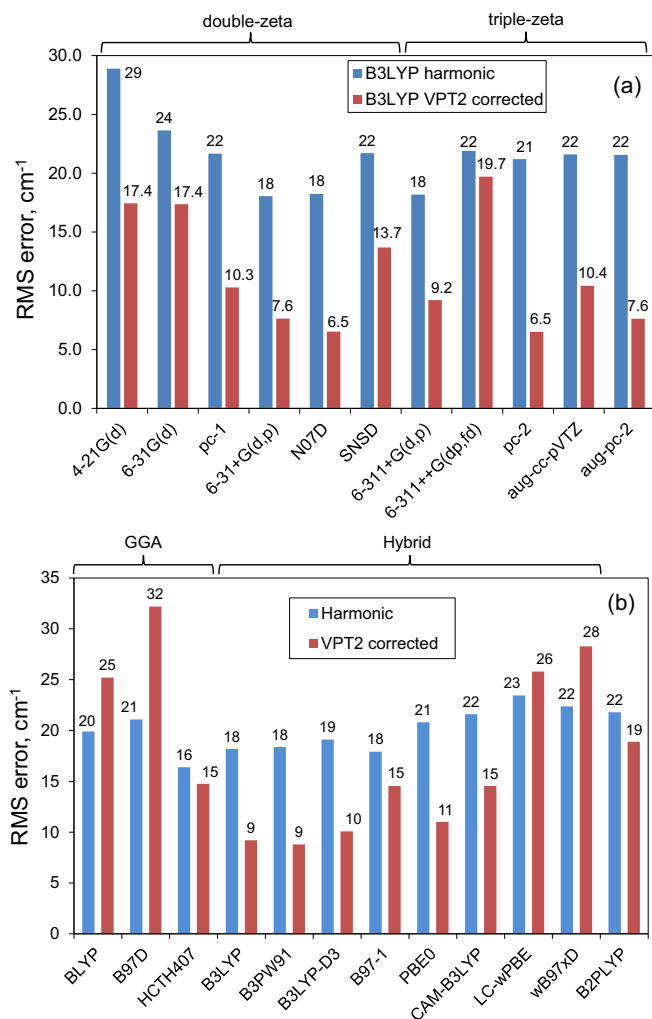 double-zeta
triple-zeta
30.0
25.0
20.0
15.0
10.0
5.0
0.0
RMS error, cm-1
B3LYP harmonic
B3LYP VPT2 corrected
(a)
29
17.4
24
17.4
22
10.3
18
7.6
18
6.5
22
13.7
18
9.2
22
19.7
21
6.5
22
10.4
22
7.6
4-21G(d)
6-31G(d)
pc-1
6-31+G(d,p)
N07D
SNSD
6-311+G(d,p)
6-311++G(dp,fd)
pc-2
aug-cc-pVTZ
aug-pc-2
GGA
Hybrid
35
30
25
20
15
10
5
0
RMS error, cm-1
Harmonic
VPT2 corrected
(b)
20
25
21
32
16
15
18
9
18
9
19
10
18
15
21
11
22
15
23
26
22
28
22
19
BLYP
B97D
HCTH407
B3LYP
B3PW91
B3LYP-D3
B97-1
PBE0
CAM-B3LYP
LC-wPBE
wB97xD
B2PLYP